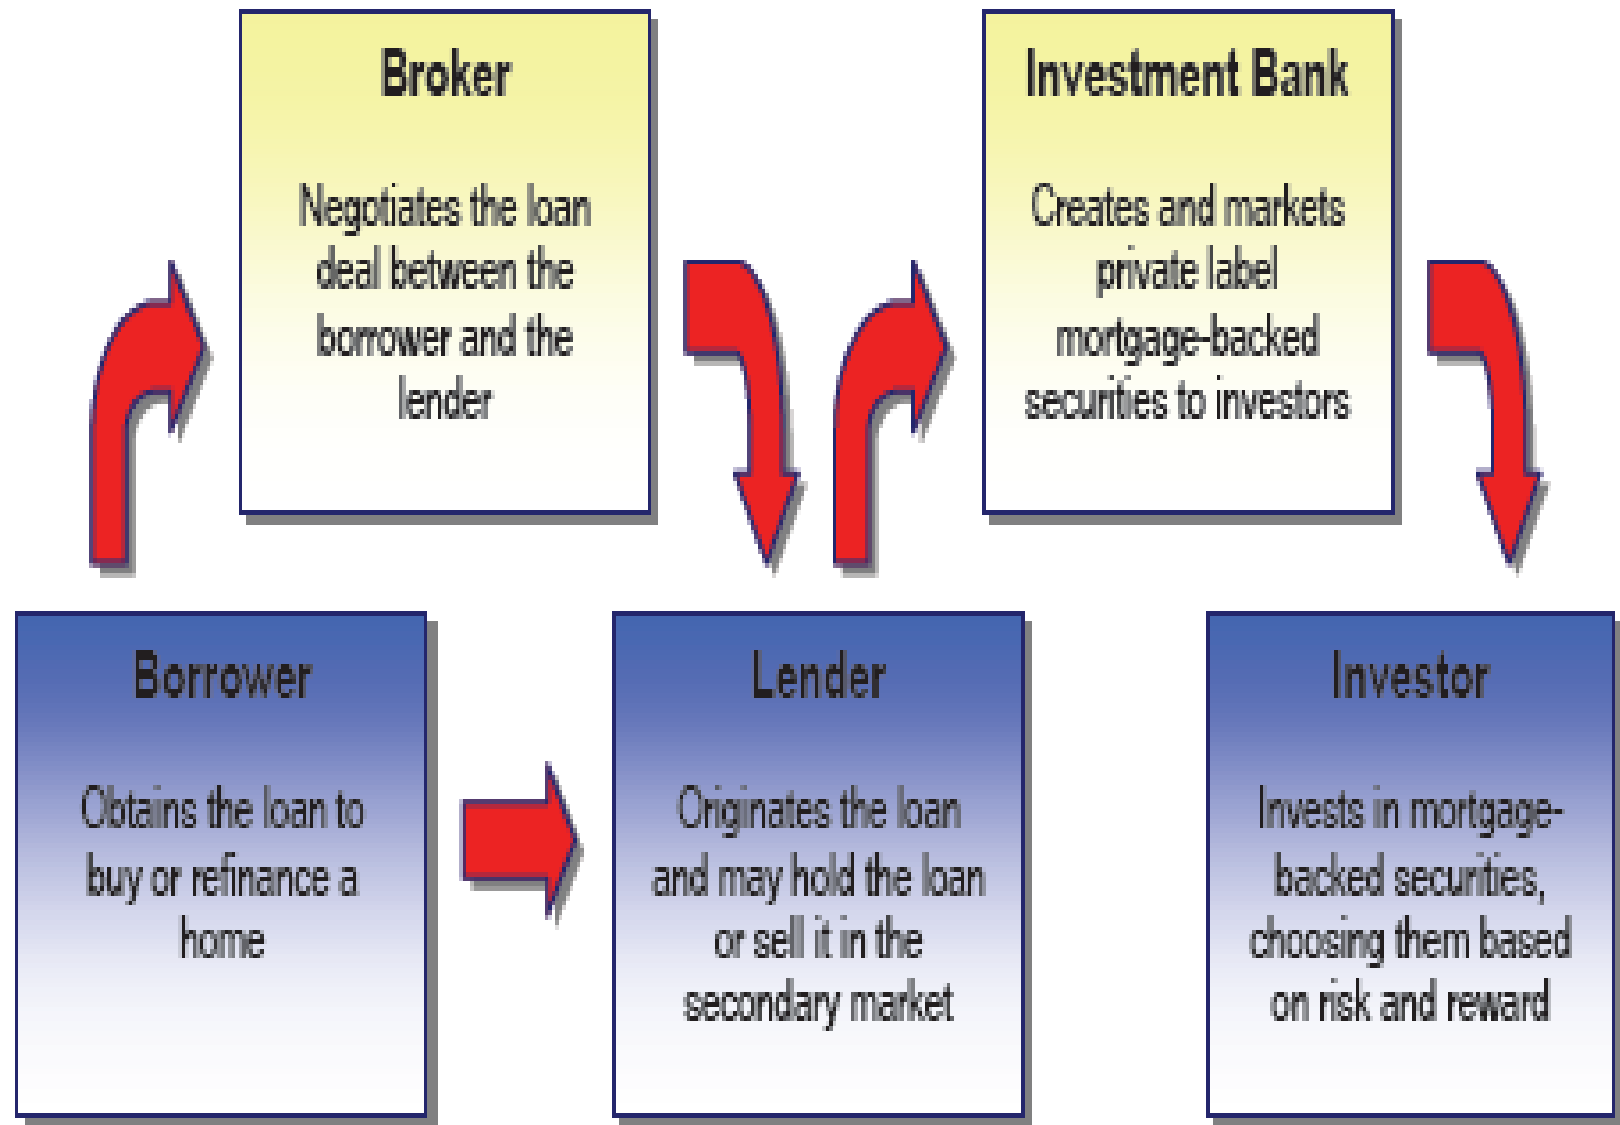 Broker
Negotiates the loan
deal between the
borrower and the
lender
Investment Bank
Creates and markets
private label
mortgage-backed
securities to investors
Borrower
Obtains the loan to
buy or refinance a
home
Lender
Originates the loan
and may hold the loan
or sell it in the
secondary market
Investor
Invests in mortgage-
backed securities,
choosing them based
on risk and reward